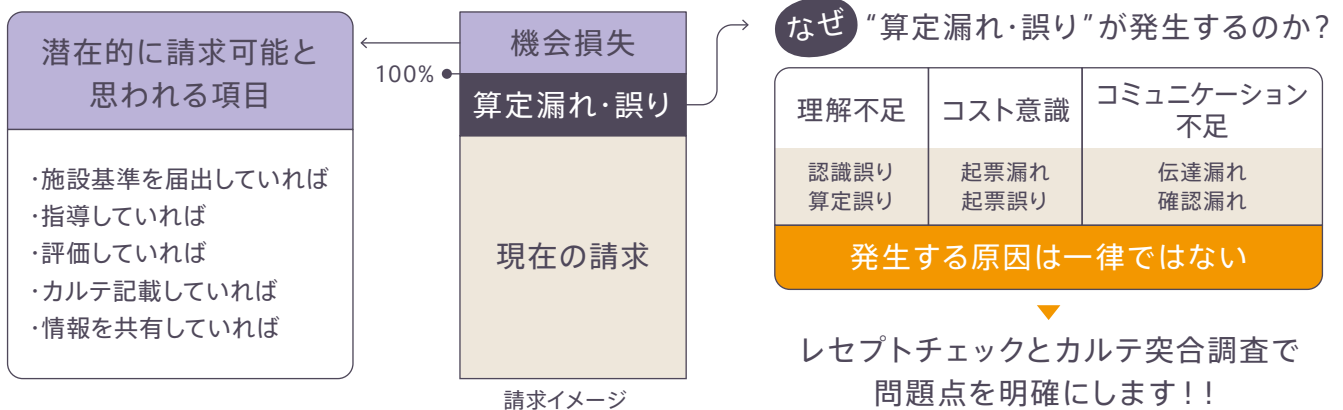 潜在的に請求可能と
思われる項目
・施設基準を届出していれば
・指導していれば
・評価していれば
・カルテ記載していれば
・情報を共有していれば
100%
機会損失
算定漏れ・誤り
現在の請求
請求イメージ
なぜ “算定漏れ・誤り”が発生するのか？
理解不足
認識誤り
算定誤り
コスト意識
起票漏れ
起票誤り
コミュニケーション
不足
伝達漏れ
確認漏れ
発生する原因は一律ではない
レセプトチェックとカルテ突合調査で
問題点を明確にします！！